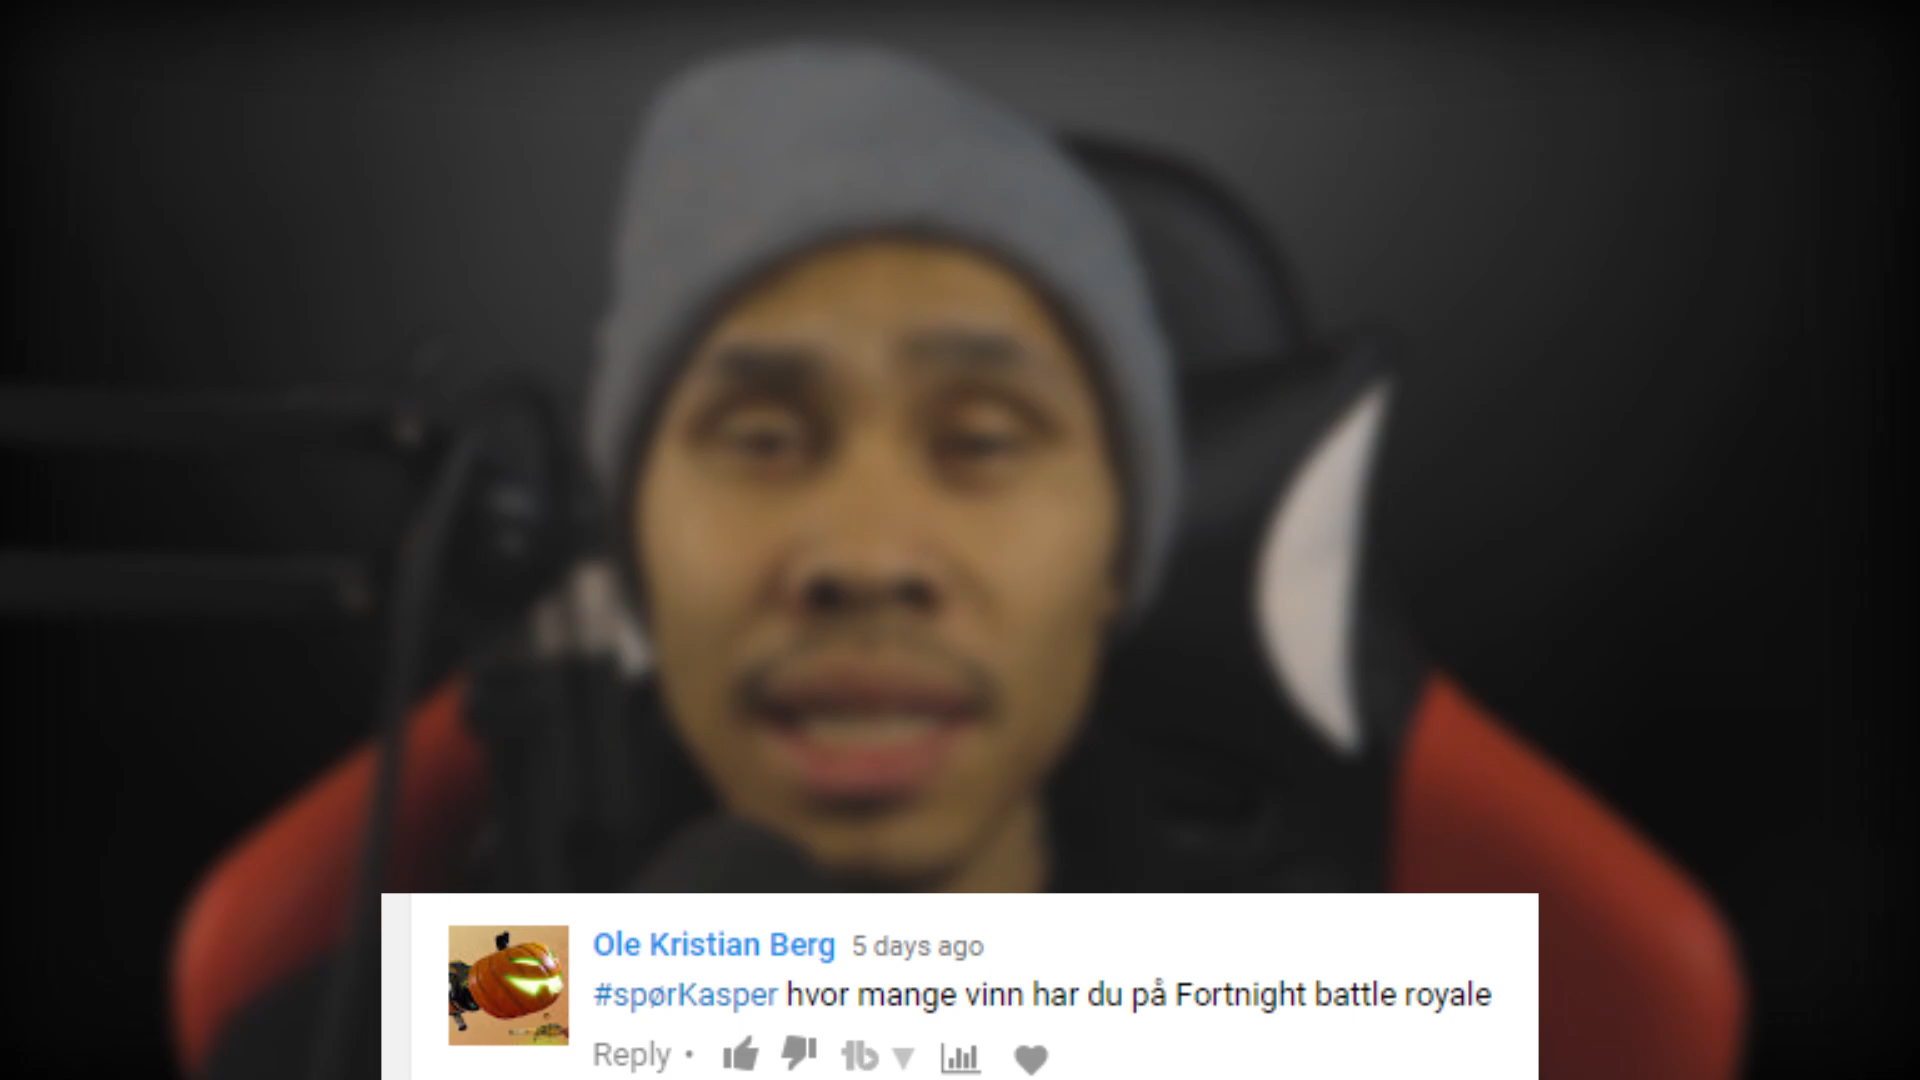 Ole Kristian Berg 5 days ago
#spørKasper hvor mange vinn har du på Fortnight battle royale
Reply •